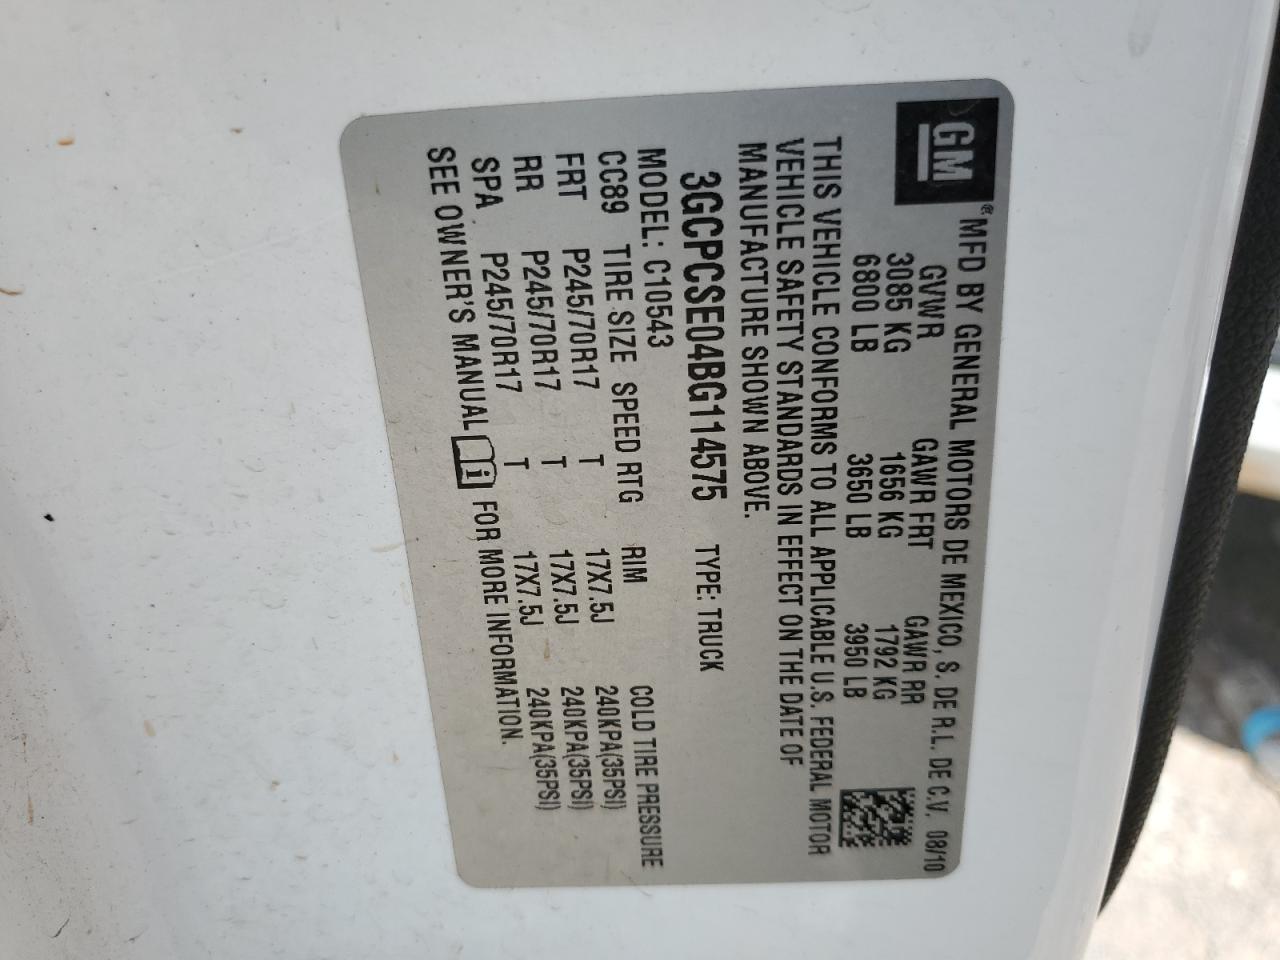 GM
®MFD BY GENERAL MOTORS DE MEXICO, S. DE R.L. DE C.V. 08/10
GVWR GAWR FRT GAWR RR
3085 KG 1656 KG 1792 KG
6800 LB 3650 LB 3950 LB
THIS VEHICLE CONFORMS TO ALL APPLICABLE U.S. FEDERAL MOTOR
VEHICLE SAFETY STANDARDS IN EFFECT ON THE DATE OF
MANUFACTURE SHOWN ABOVE.
3GCPCSE04BG114575 TYPE: TRUCK
MODEL: C10543
CC89 TIRE SIZE SPEED RTG RIM COLD TIRE PRESSURE
FRT P245/70R17 T 17X7.5J 240KPA(35PSI)
RR P245/70R17 T 17X7.5J 240KPA(35PSI)
SPA P245/70R17 T 17X7.5J 240KPA(35PSI)
SEE OWNER'S MANUAL i FOR MORE INFORMATION.